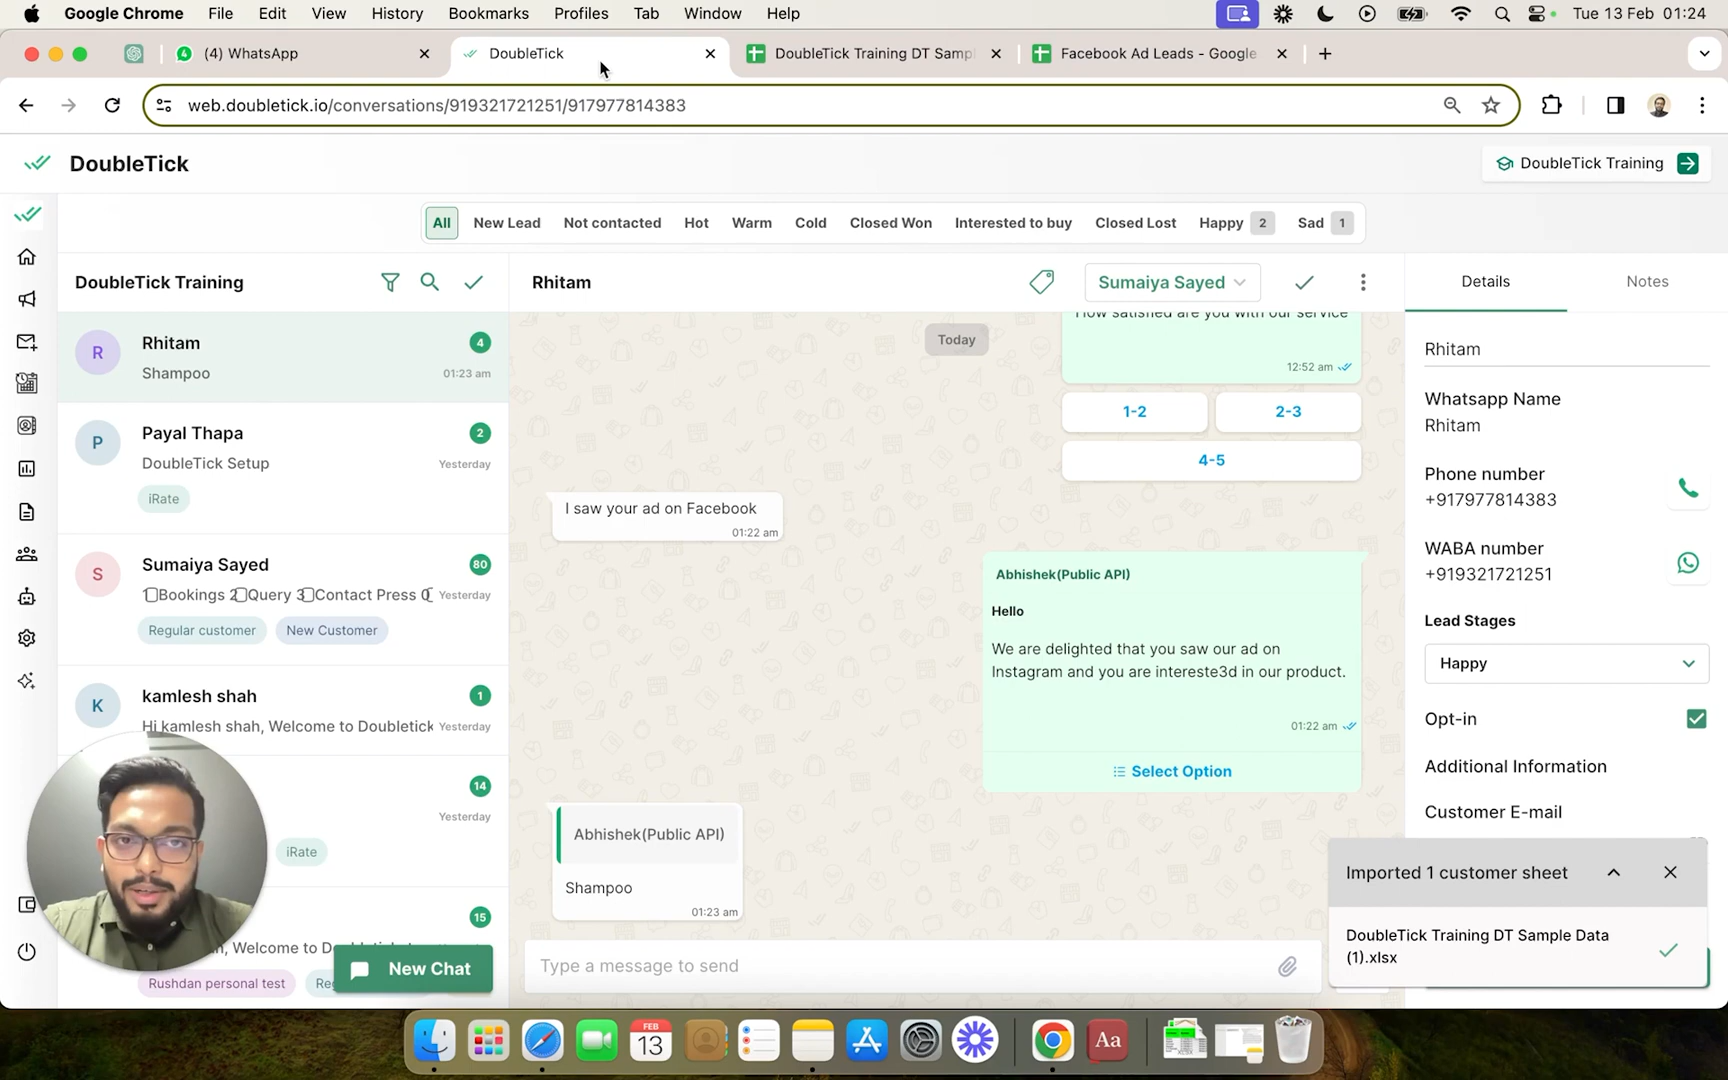 Google Chrome File Edit View History Bookmarks Profiles Tab Window Help Tue 13 Feb 01:24
(4) WhatsApp
DoubleTick
DoubleTick Training DT Samp
Facebook Ad Leads - Google
web.doubletick.io/conversations/919321721251/917977814383
DoubleTick
DoubleTick Training
All New Lead Not contacted Hot Warm Cold Closed Won Interested to buy Closed Lost Happy 2 Sad 1
DoubleTick Training
Rhitam
4
Shampoo
01:23 am
Payal Thapa
2
DoubleTick Setup
Yesterday
iRate
Sumaiya Sayed
80
1 Bookings 2 Query 3 Contact Press 0
Yesterday
Regular customer New Customer
kamlesh shah
1
Hi kamlesh shah, Welcome to Doubletick
Yesterday
14
Yesterday
iRate
15
h, Welcome to
Rushdan personal test
New Chat
Rhitam
Sumaiya Sayed
How satisfied are you with our service
Today
12:52 am
1-2 2-3
4-5
I saw your ad on Facebook
01:22 am
Abhishek(Public API)
Hello
We are delighted that you saw our ad on
Instagram and you are intereste3d in our product.
01:22 am
Select Option
Abhishek(Public API)
Shampoo
01:23 am
Type a message to send
Details Notes
Rhitam
Whatsapp Name
Rhitam
Phone number
+917977814383
WABA number
+919321721251
Lead Stages
Happy
Opt-in
Additional Information
Customer E-mail
Imported 1 customer sheet
DoubleTick Training DT Sample Data
(1).xlsx
FEB
13
Aa